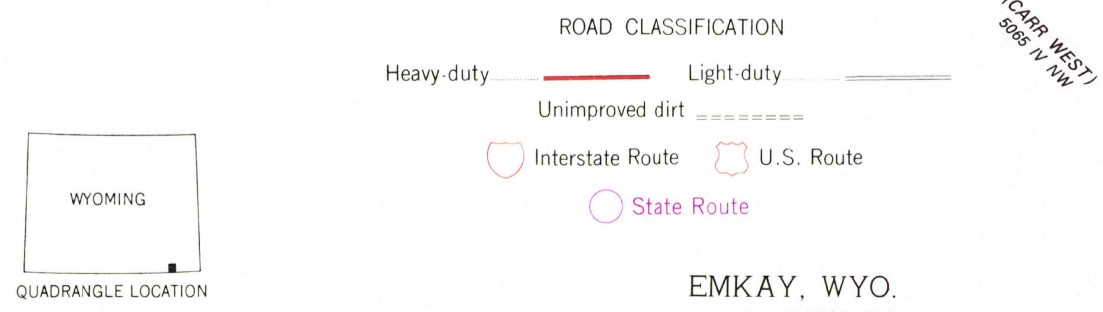 ROAD CLASSIFICATION
(CARR WEST)
5065 IV NW
Heavy-duty
Light-duty
Unimproved dirt
Interstate Route
U.S. Route
State Route
WYOMING
QUADRANGLE LOCATION
EMKAY, WYO.